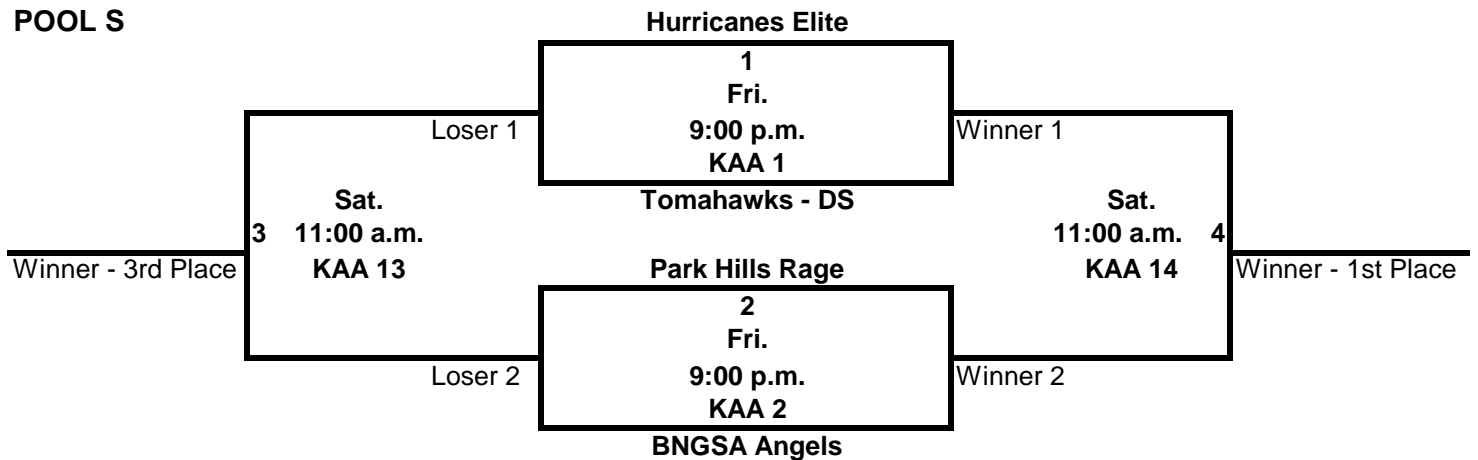 POOL S
Hurricanes Elite
1
Fri.
Loser 1 9:00 p.m. Winner 1
KAA 1
Sat. Tomahawks - DS Sat.
3 11:00 a.m. 11:00 a.m. 4
Winner - 3rd Place KAA 13 Park Hills Rage KAA 14 Winner - 1st Place
2
Fri.
Loser 2 9:00 p.m. Winner 2
KAA 2
BNGSA Angels